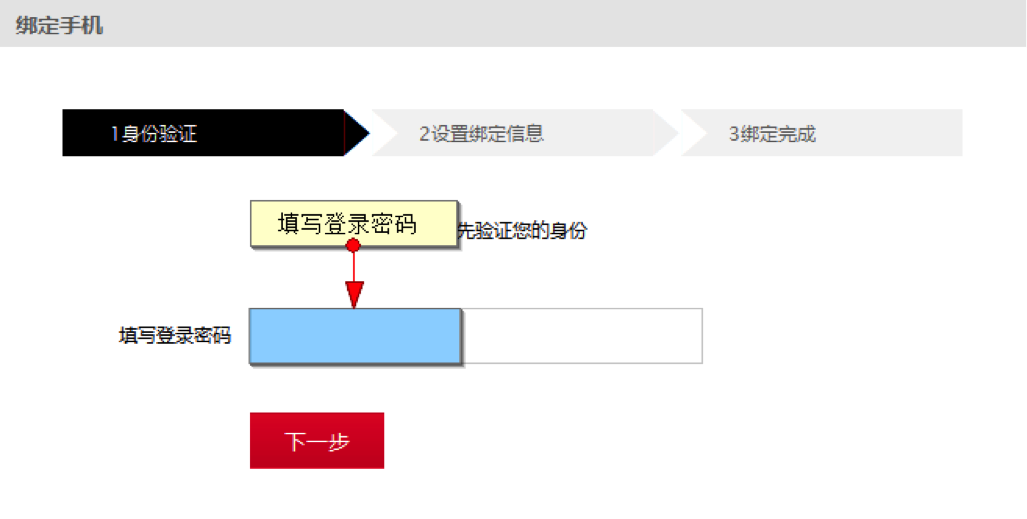 绑定手机
1身份验证
2设置绑定信息
3绑定完成
填写登录密码
先验证您的身份
填写登录密码
下一步